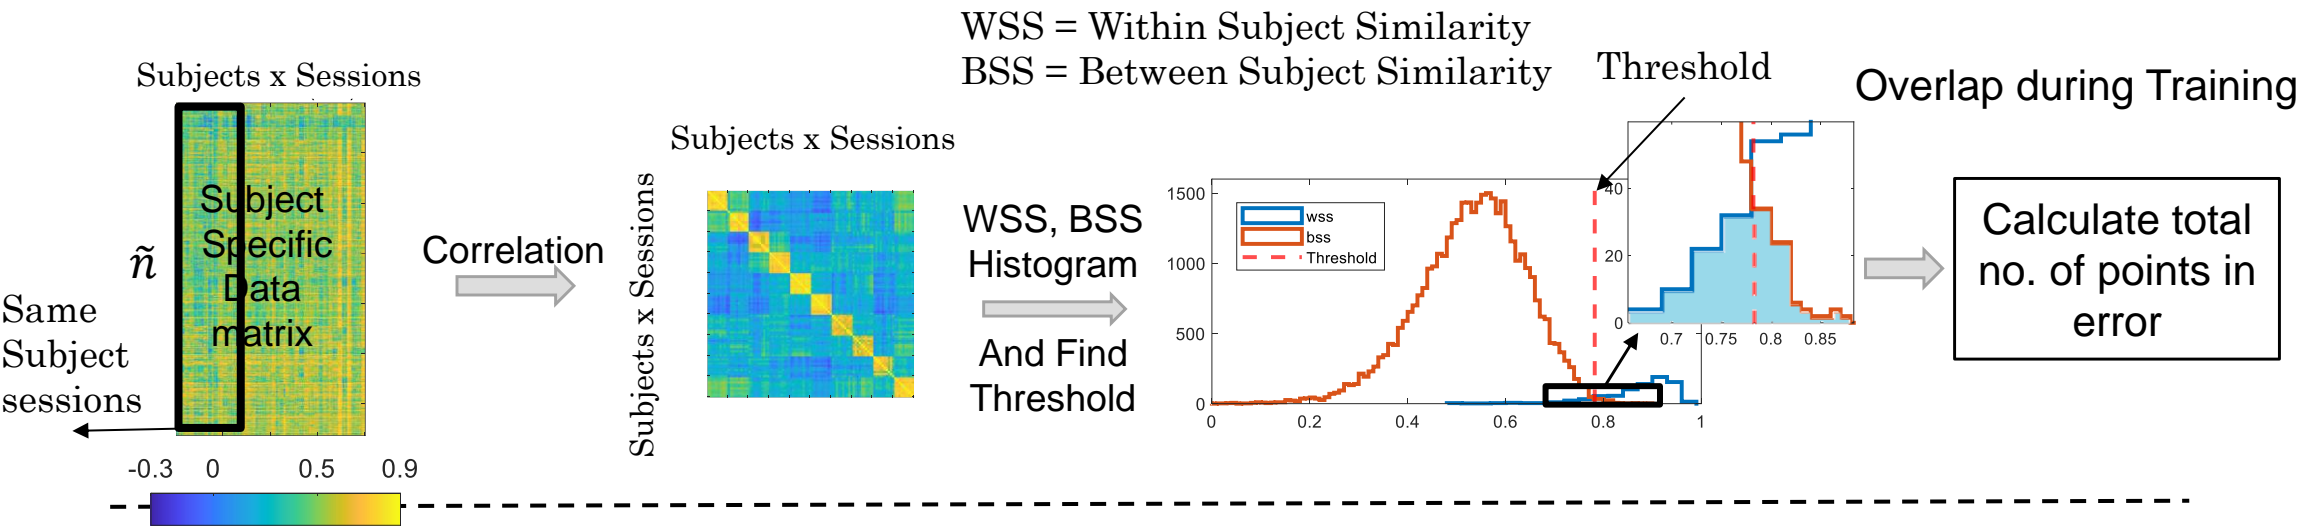 WSS = Within Subject Similarity
BSS = Between Subject Similarity
Subjects x Sessions
ñ
Subject
Specific
Data
matrix
Same
Subject
sessions
-0.3 0 0.5 0.9
Correlation
Subjects x Sessions
Subjects x Sessions
WSS, BSS
Histogram
And Find
Threshold
Threshold
1500
1000
500
0
0 0.2 0.4 0.6 0.8 1
wss
bss
Threshold
40
20
0
0.7 0.75 0.8 0.85
Overlap during Training
Calculate total
no. of points in
error